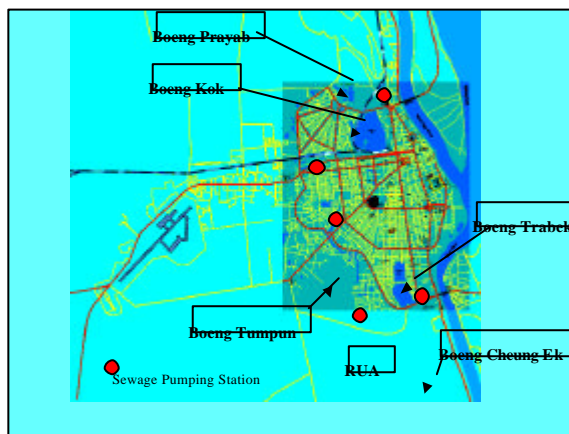 Boeng Prayab
Boeng Kok
Boeng Trabek
Boeng Tumpun
Boeng Cheung Ek
RUA
Sewage Pumping Station